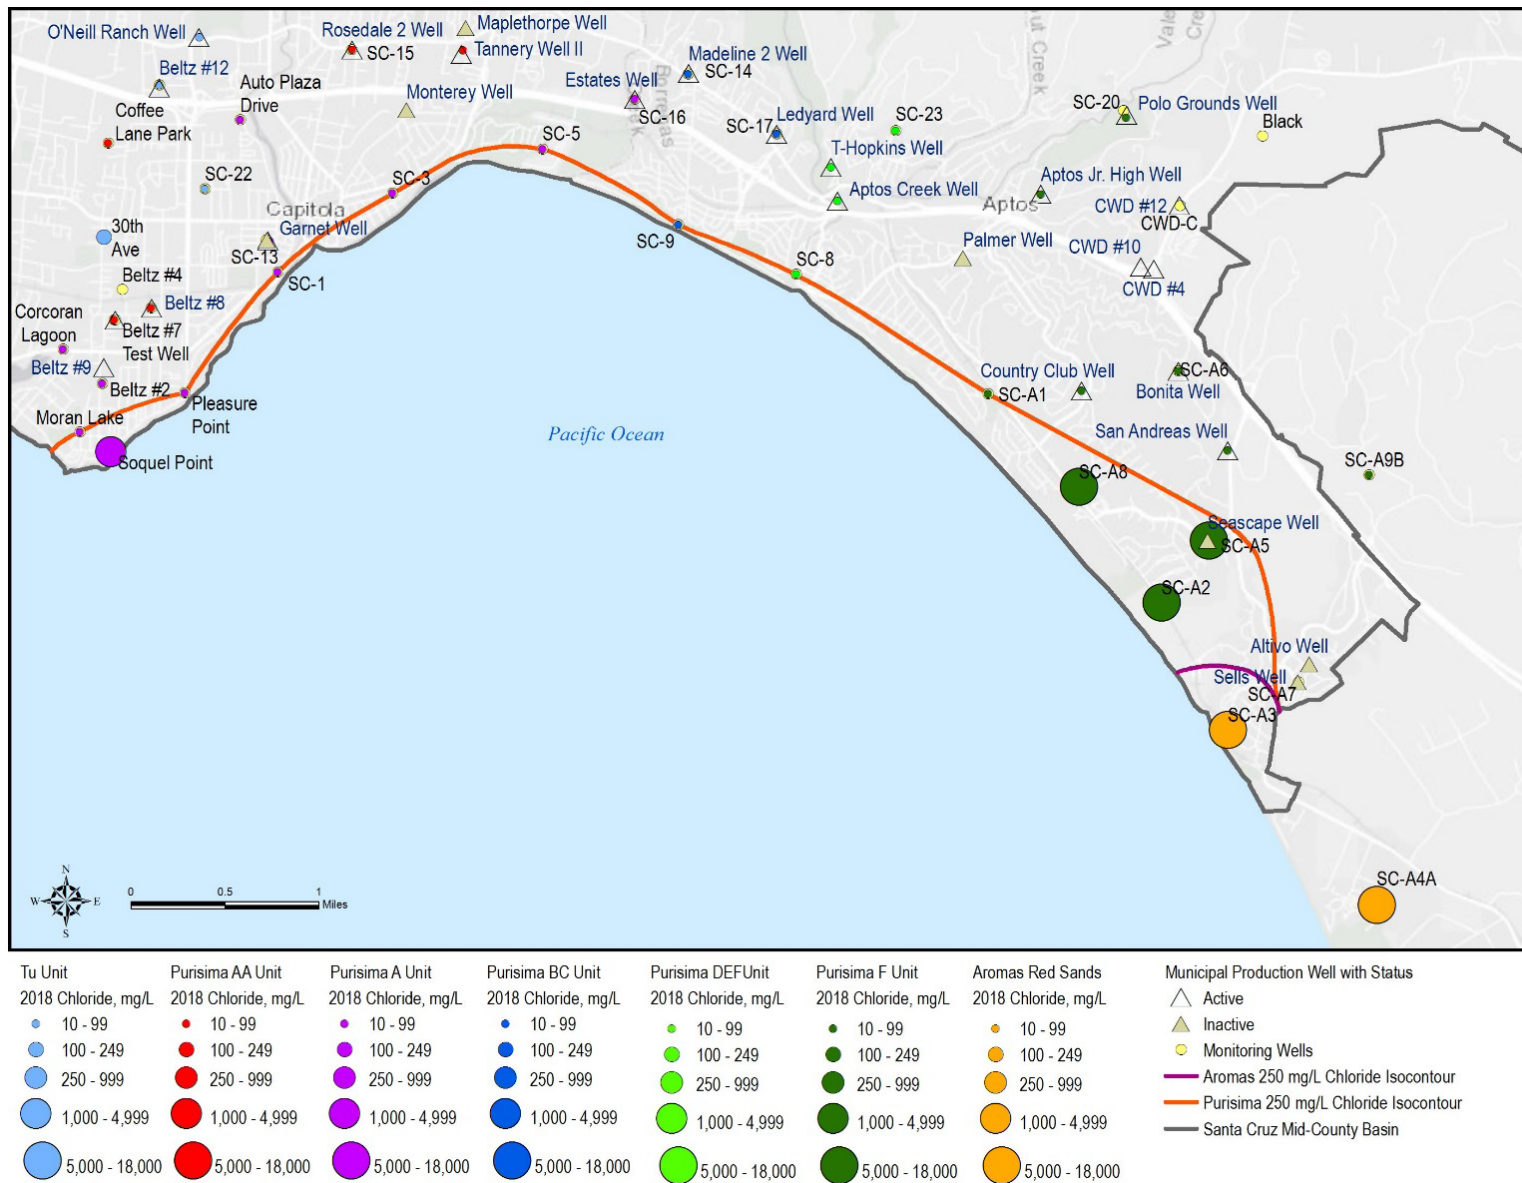 O'Neill Ranch Well
Rosedale 2 Well
SC-15
Maplethorpe Well
Tannery Well II
Madeline 2 Well
SC-14
Beltz #12
Auto Plaza
Drive
Coffee
Lane Park
Monterey Well
Estates Well
SC-16
SC-17
Ledyard Well
SC-23
SC-20
Polo Grounds Well
Black
SC-5
T-Hopkins Well
SC-22
SC-3
Capitola
Garnet Well
Aptos Creek Well
Aptos
Aptos Jr. High Well
CWD #12
CWD-C
30th
Ave
SC-13
SC-1
SC-9
SC-8
Palmer Well
CWD #10
CWD #4
Beltz #4
Beltz #8
Corcoran
Lagoon
Beltz #7
Test Well
Beltz #9
Beltz #2
Pleasure
Point
Moran Lake
Soquel Point
Country Club Well
SC-A1
SC-A6
Bonita Well
Pacific Ocean
San Andreas Well
SC-A8
SC-A9B
Seascape Well
SC-A5
SC-A2
Altivo Well
Sells Well
SC-A7
SC-A3
SC-A4A
N
W E
S
0 0.5 1
Miles
Tu Unit
2018 Chloride, mg/L
10 - 99
100 - 249
250 - 999
1,000 - 4,999
5,000 - 18,000
Purisima AA Unit
2018 Chloride, mg/L
10 - 99
100 - 249
250 - 999
1,000 - 4,999
5,000 - 18,000
Purisima A Unit
2018 Chloride, mg/L
10 - 99
100 - 249
250 - 999
1,000 - 4,999
5,000 - 18,000
Purisima BC Unit
2018 Chloride, mg/L
10 - 99
100 - 249
250 - 999
1,000 - 4,999
5,000 - 18,000
Purisima DEFUnit
2018 Chloride, mg/L
10 - 99
100 - 249
250 - 999
1,000 - 4,999
5,000 - 18,000
Purisima F Unit
2018 Chloride, mg/L
10 - 99
100 - 249
250 - 999
1,000 - 4,999
5,000 - 18,000
Aromas Red Sands
2018 Chloride, mg/L
10 - 99
100 - 249
250 - 999
1,000 - 4,999
5,000 - 18,000
Municipal Production Well with Status
Active
Inactive
Monitoring Wells
Aromas 250 mg/L Chloride Isocontour
Purisima 250 mg/L Chloride Isocontour
Santa Cruz Mid-County Basin